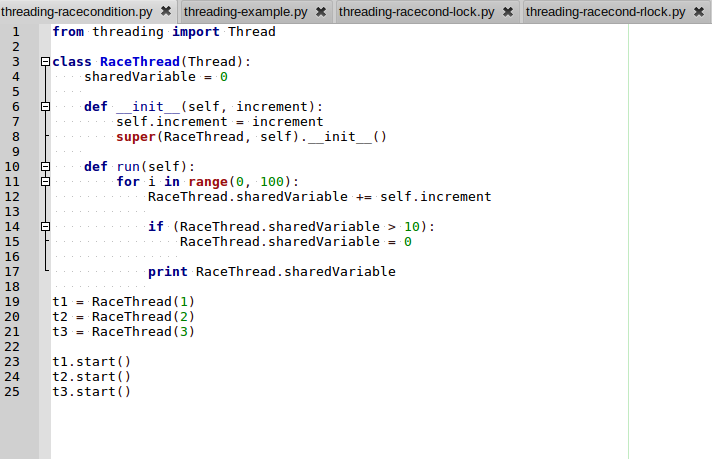 threading-racecondition.py ✖ threading-example.py ✖ threading-racecond-lock.py ✖ threading-racecond-rlock.py ✖
1 from threading import Thread
2
3 class RaceThread(Thread):
4     sharedVariable = 0
5
6     def __init__(self, increment):
7         self.increment = increment
8         super(RaceThread, self).__init__()
9
10     def run(self):
11         for i in range(0, 100):
12             RaceThread.sharedVariable += self.increment
13
14             if (RaceThread.sharedVariable > 10):
15                 RaceThread.sharedVariable = 0
16
17             print RaceThread.sharedVariable
18
19 t1 = RaceThread(1)
20 t2 = RaceThread(2)
21 t3 = RaceThread(3)
22
23 t1.start()
24 t2.start()
25 t3.start()